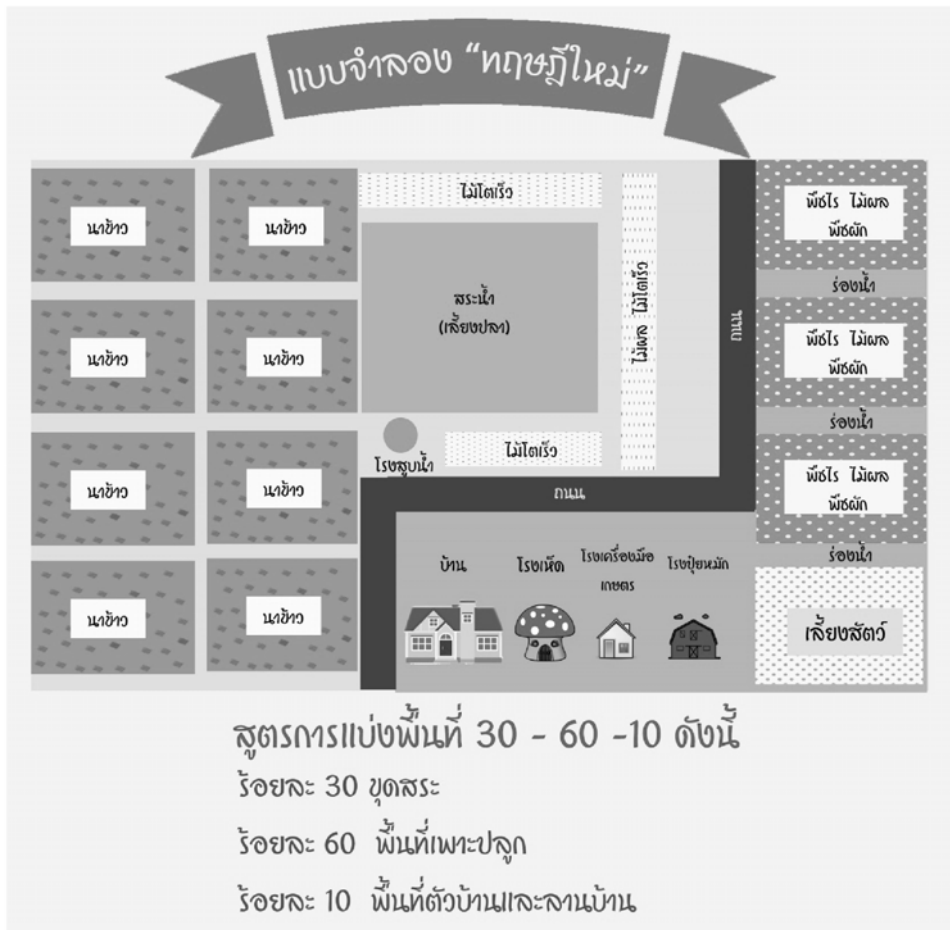 แบบจำลอง “ทฤษฎีใหม่”
นาข้าว
นาข้าว
ไม้โตเร็ว
พืชไร่ ไม้ผล
พืชผัก
ร่องน้ำ
สระน้ำ
(เลี้ยงปลา)
ไม้ผล ไม้โตเร็ว
ถนน
นาข้าว
นาข้าว
พืชไร่ ไม้ผล
พืชผัก
ร่องน้ำ
นาข้าว
นาข้าว
โรงสูบน้ำ
ไม้โตเร็ว
ถนน
พืชไร่ ไม้ผล
พืชผัก
ร่องน้ำ
นาข้าว
นาข้าว
บ้าน
โรงเห็ด
โรงเครื่องมือ
เกษตร
โรงปุ๋ยหมัก
เลี้ยงสัตว์
สูตรการแบ่งพื้นที่ 30 - 60 -10 ดังนี้
ร้อยละ 30 ขุดสระ
ร้อยละ 60 พื้นที่เพาะปลูก
ร้อยละ 10 พื้นที่ตัวบ้านและลานบ้าน